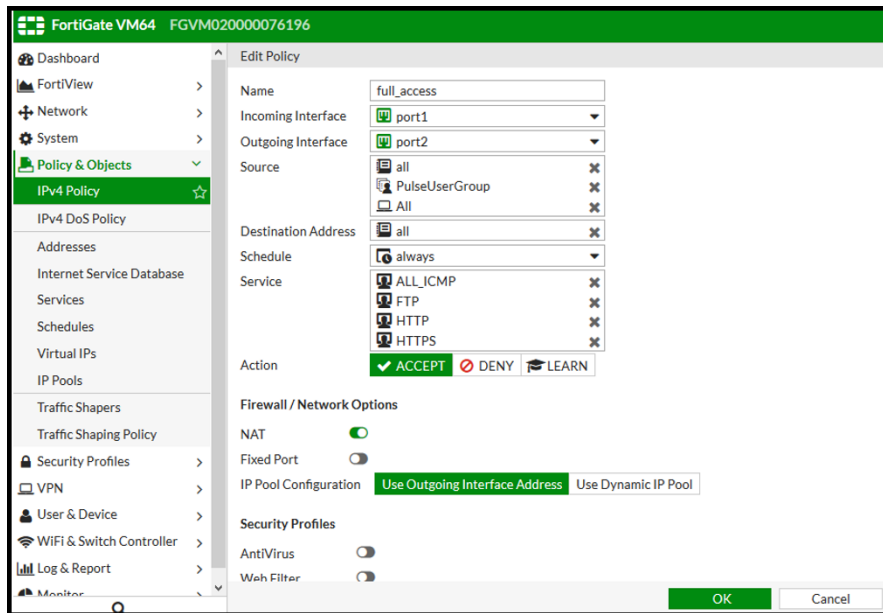 FortiGate VM64 FGVM020000076196
Dashboard
FortiView
Network
System
Policy & Objects
IPv4 Policy
IPv4 DoS Policy
Addresses
Internet Service Database
Services
Schedules
Virtual IPs
IP Pools
Traffic Shapers
Traffic Shaping Policy
Security Profiles
VPN
User & Device
WiFi & Switch Controller
Log & Report
Monitor
Edit Policy
Name full_access
Incoming Interface port1
Outgoing Interface port2
Source all
PulseUserGroup
All
Destination Address all
Schedule always
Service ALL_ICMP
FTP
HTTP
HTTPS
Action ACCEPT DENY LEARN
Firewall / Network Options
NAT
Fixed Port
IP Pool Configuration Use Outgoing Interface Address Use Dynamic IP Pool
Security Profiles
AntiVirus
Web Filter
OK Cancel